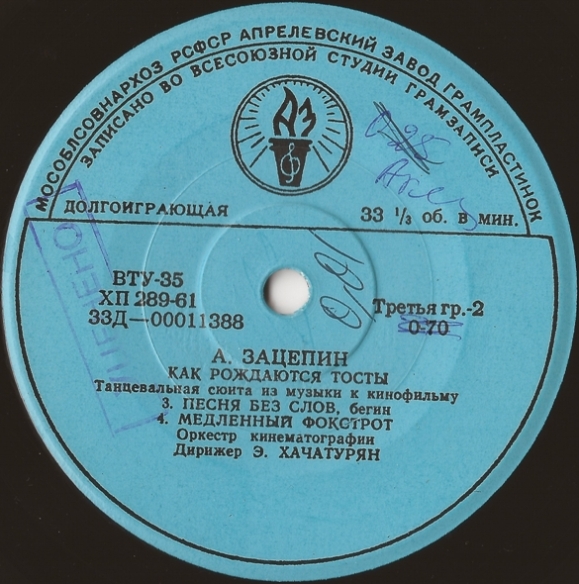 МОСОБЛСОВНАРХОЗ РСФСР АПРЕЛЕВСКИЙ ЗАВОД ГРАМПЛАСТИНОК
ЗАПИСАНО ВО ВСЕСОЮЗНОЙ СТУДИИ ГРАМЗАПИСИ
АЗ
ДОЛГОИГРАЮЩАЯ 33 1/3 об. в мин.
ВТУ-35
ХП 289-61
33Д—00011388
Третья гр.-2
0-70
А. ЗАЦЕПИН
КАК РОЖДАЮТСЯ ТОСТЫ
Танцевальная сюита из музыки к кинофильму
3. ПЕСНЯ БЕЗ СЛОВ, бегин
4. МЕДЛЕННЫЙ ФОКСТРОТ
Оркестр кинематографии
Дирижер Э. ХАЧАТУРЯН